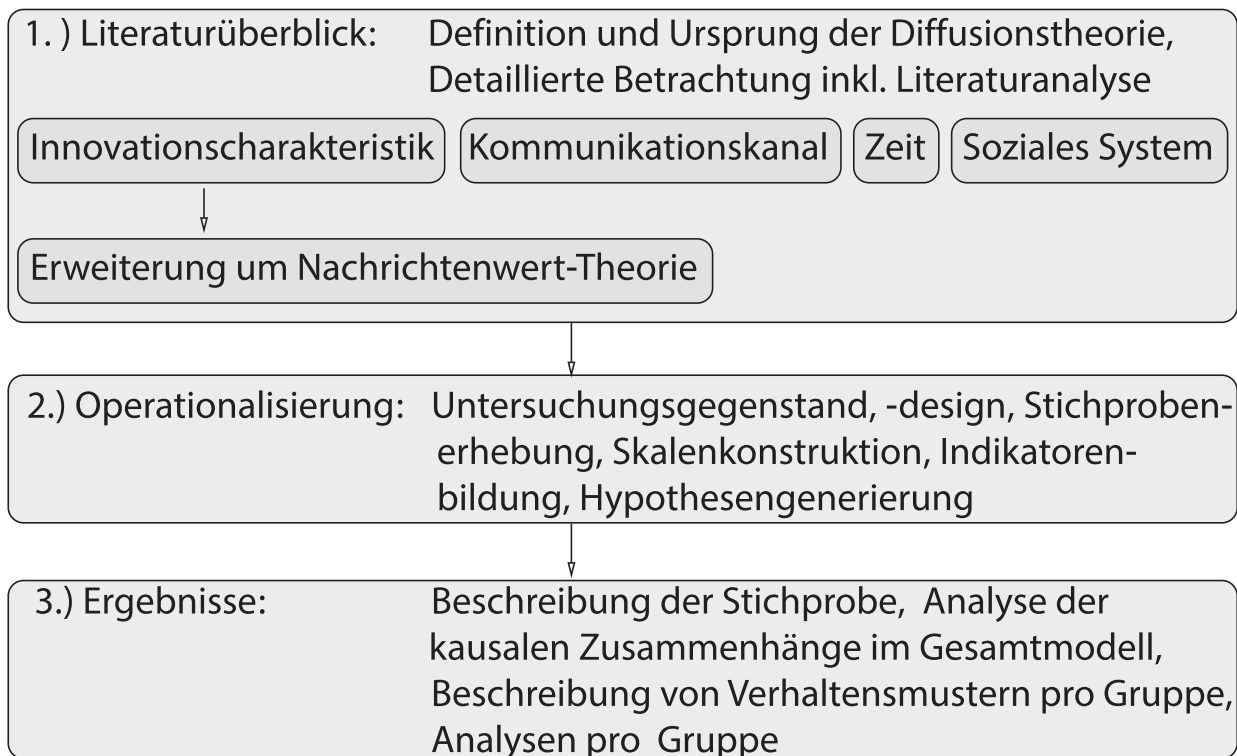 1. ) Literaturüberblick: Definition und Ursprung der Diffusionstheorie,
Detaillierte Betrachtung inkl. Literaturanalyse
Innovationscharakteristik Kommunikationskanal Zeit Soziales System
Erweiterung um Nachrichtenwert-Theorie
2.) Operationalisierung: Untersuchungsgegenstand, -design, Stichproben-
erhebung, Skalenkonstruktion, Indikatoren-
bildung, Hypothesengenerierung
3.) Ergebnisse: Beschreibung der Stichprobe, Analyse der
kausalen Zusammenhänge im Gesamtmodell,
Beschreibung von Verhaltensmustern pro Gruppe,
Analysen pro Gruppe